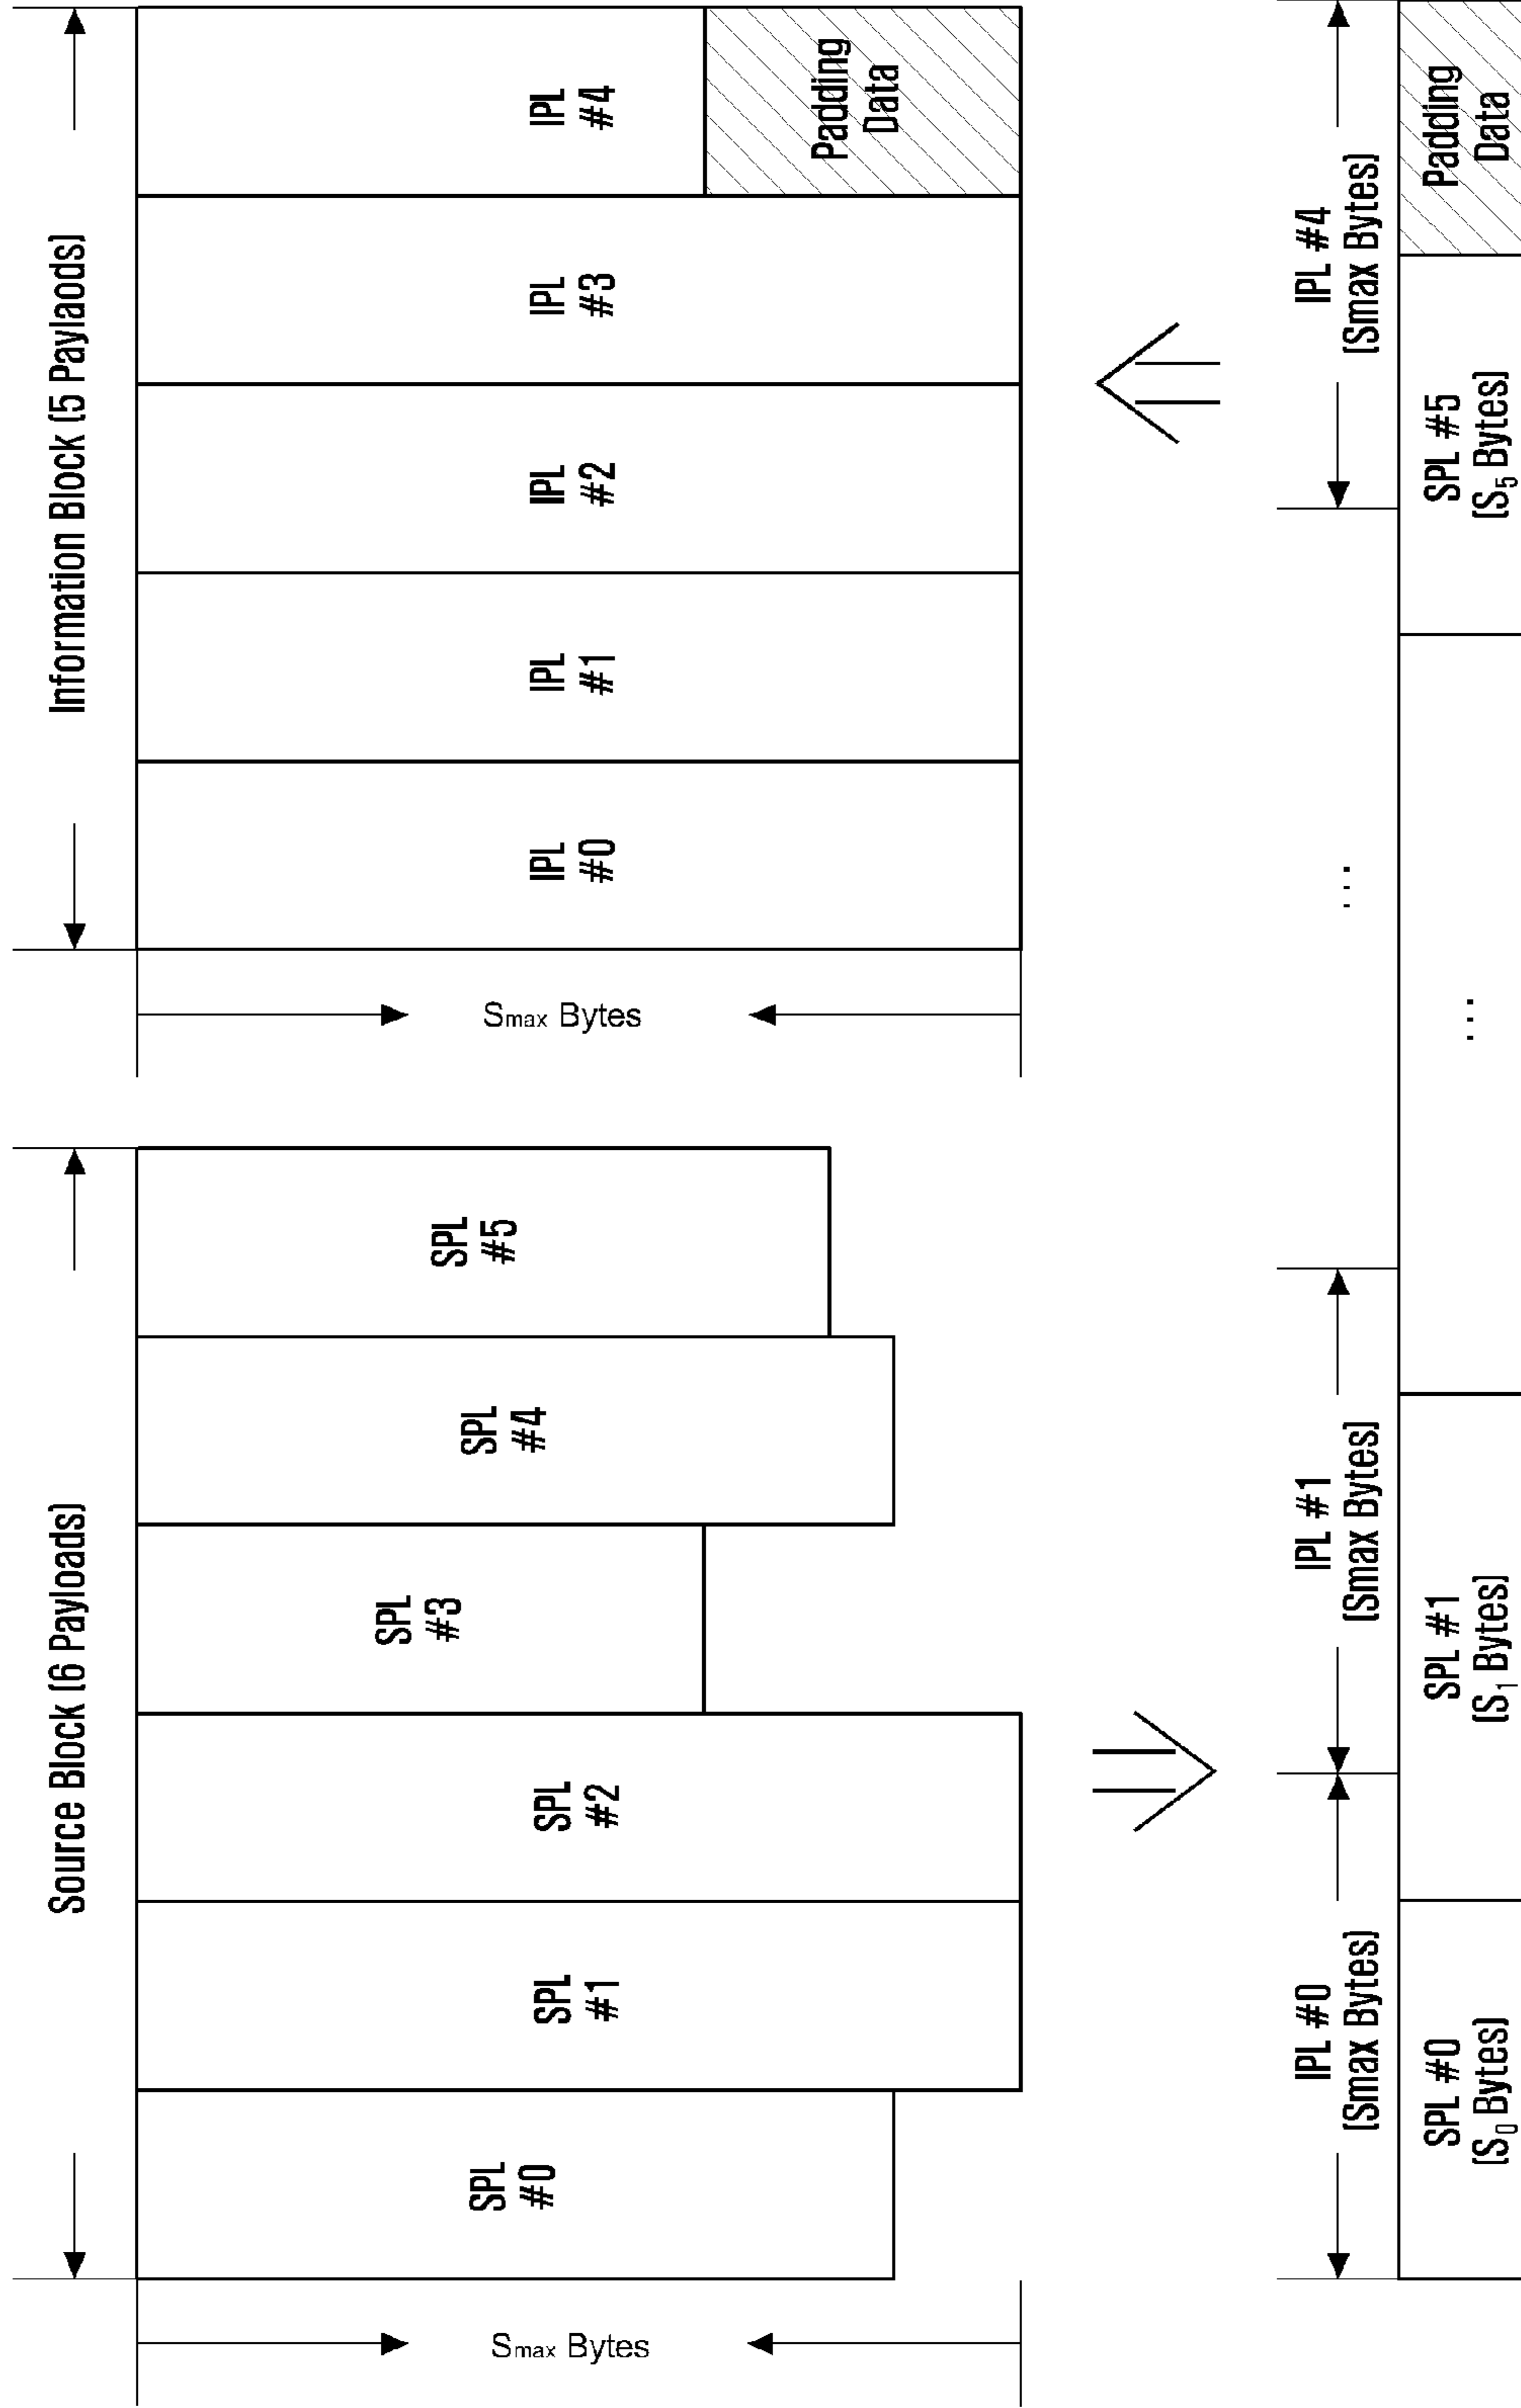 Source Block (6 Payloads)
Smax Bytes
SPL
#0
SPL
#1
SPL
#2
SPL
#3
SPL
#4
SPL
#5
Information Block (5 Paylaods)
Smax Bytes
IPL
#0
IPL
#1
IPL
#2
IPL
#3
IPL
#4
Padding
Data
IPL #0
(Smax Bytes)
IPL #1
(Smax Bytes)
...
IPL #4
(Smax Bytes)
SPL #0
(S0 Bytes)
SPL #1
(S1 Bytes)
...
SPL #5
(S5 Bytes)
Padding
Data